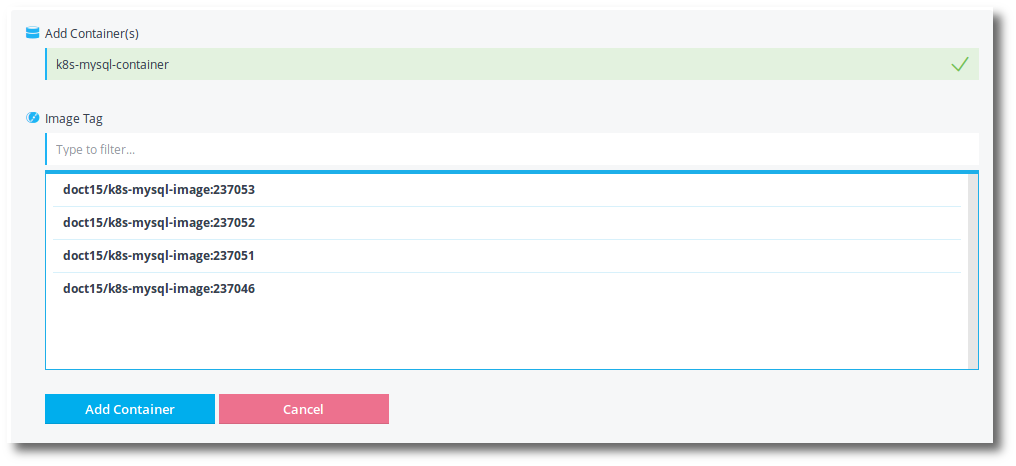 Add Container(s)
k8s-mysql-container
Image Tag
Type to filter...
doct15/k8s-mysql-image:237053
doct15/k8s-mysql-image:237052
doct15/k8s-mysql-image:237051
doct15/k8s-mysql-image:237046
Add Container
Cancel